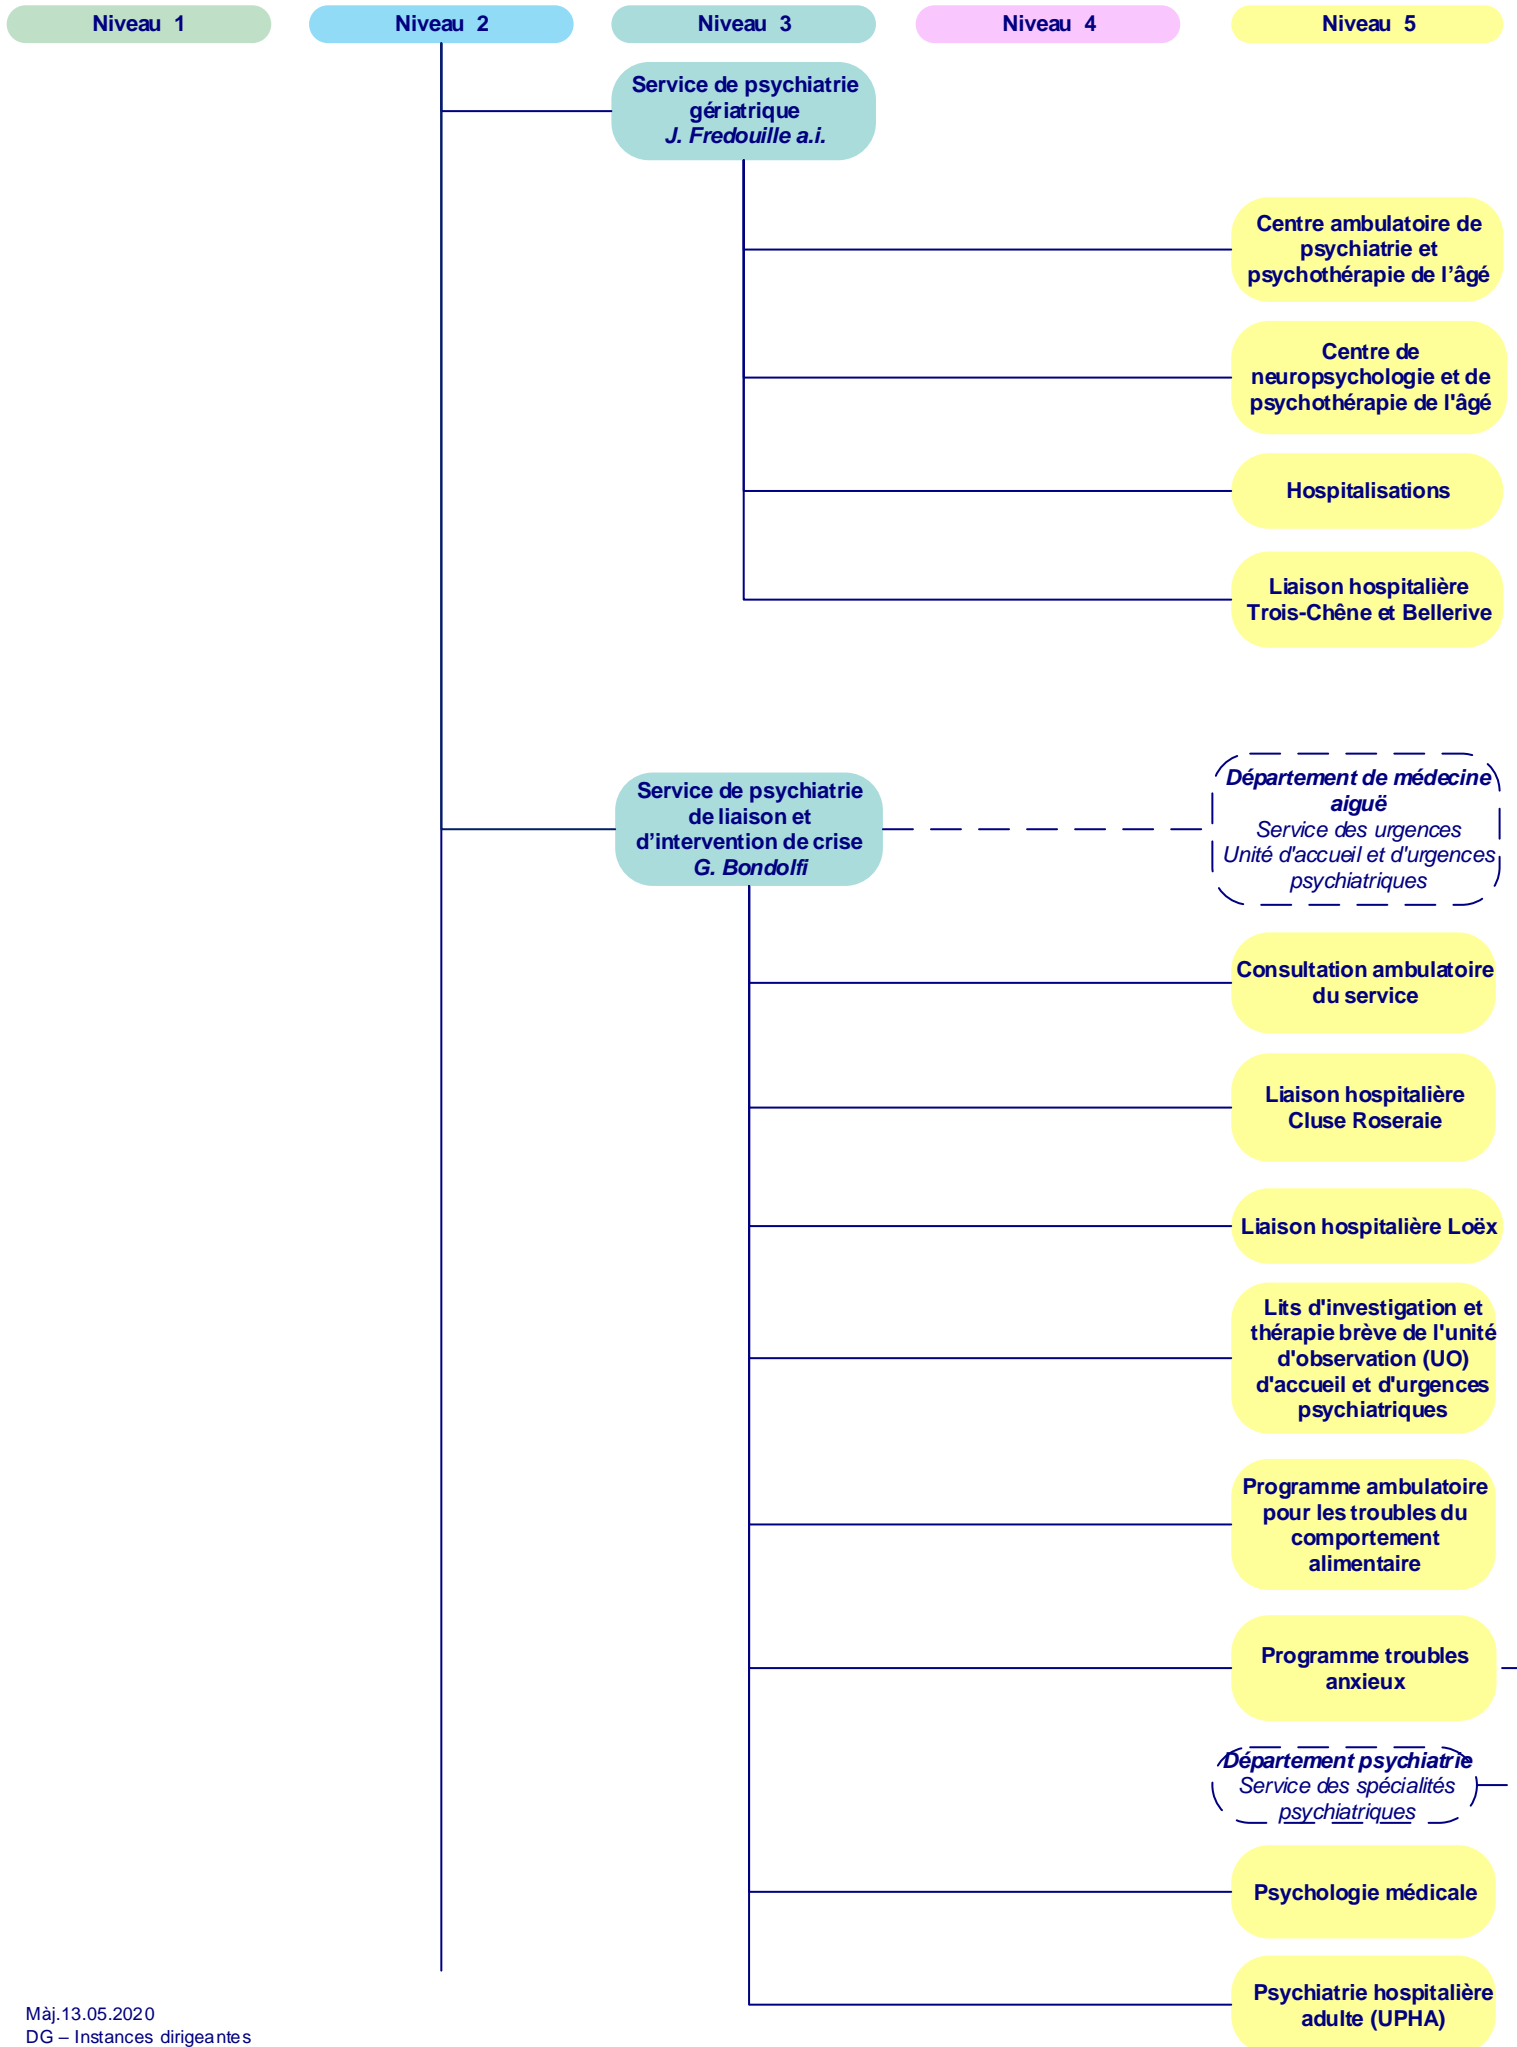 Niveau 1
Niveau 2
Niveau 3
Niveau 4
Niveau 5
Service de psychiatrie
gériatrique
J. Fredouille a.i.
Centre ambulatoire de
psychiatrie et
psychothérapie de l’âgé
Centre de
neuropsychologie et de
psychothérapie de l'âgé
Hospitalisations
Liaison hospitalière
Trois-Chêne et Bellerive
Service de psychiatrie
de liaison et
d’intervention de crise
G. Bondolfi
Département de médecine
aiguë
Service des urgences
Unité d'accueil et d'urgences
psychiatriques
Consultation ambulatoire
du service
Liaison hospitalière
Cluse Roseraie
Liaison hospitalière Loëx
Lits d'investigation et
thérapie brève de l'unité
d'observation (UO)
d'accueil et d'urgences
psychiatriques
Programme ambulatoire
pour les troubles du
comportement
alimentaire
Programme troubles
anxieux
Département psychiatrie
Service des spécialités
psychiatriques
Psychologie médicale
Psychiatrie hospitalière
adulte (UPHA)
Màj.13.05.2020
DG – Instances dirigeantes